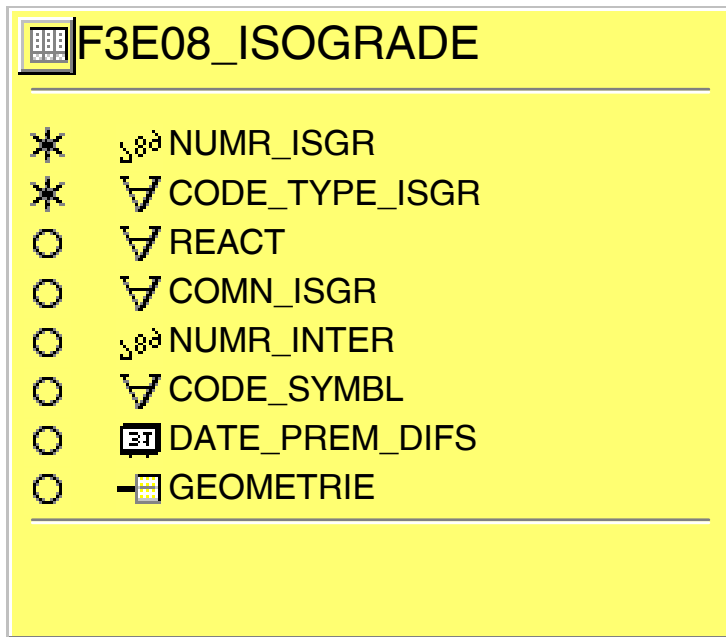 F3E08_ISOGRADE
NUMR_ISGR
CODE_TYPE_ISGR
REACT
COMN_ISGR
NUMR_INTER
CODE_SYMBL
DATE_PREM_DIFS
GEOMETRIE